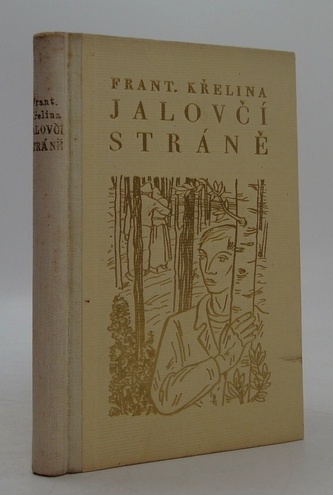 FRANT. KŘELINA
JALOVČÍ
STRÁNĚ
Frant.
Křelina
JALOVČÍ
STRÁNĚ